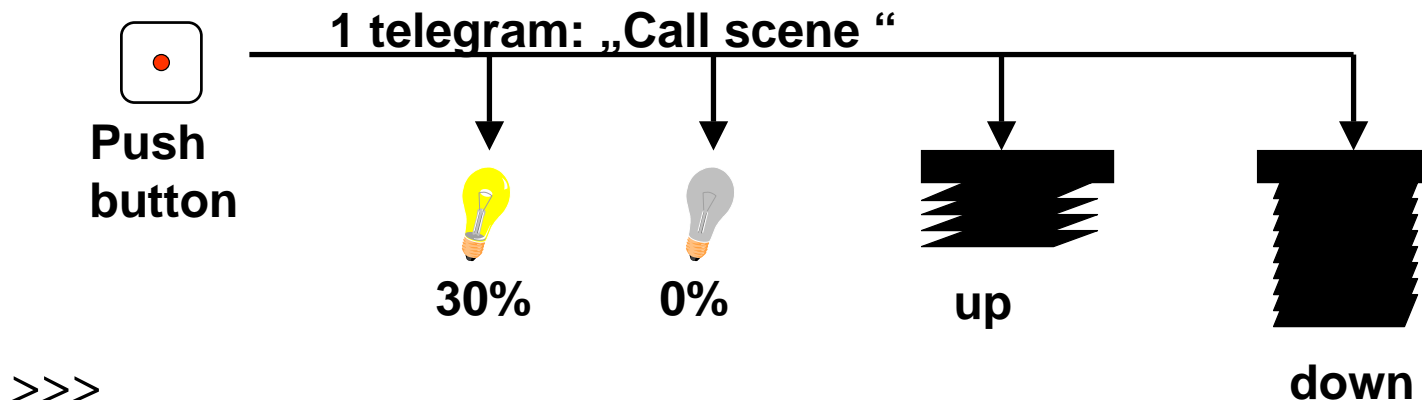 1 telegram: „Call scene “
Push
button
30%
0%
up
down
>>>